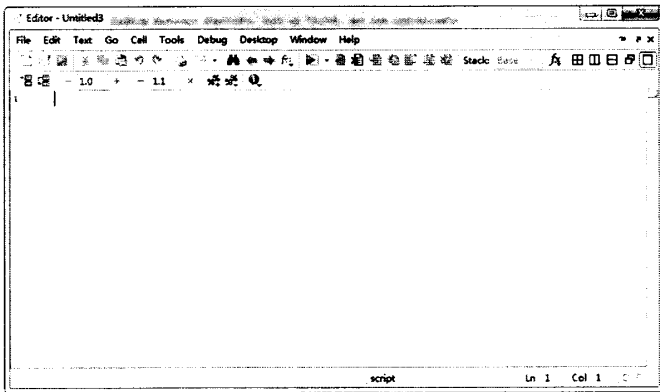 Editor - Untitled3
File Edit Text Go Cell Tools Debug Desktop Window Help
Stack: Base fx
- 1.0 + - 1.1 ×
1
script Ln 1 Col 1